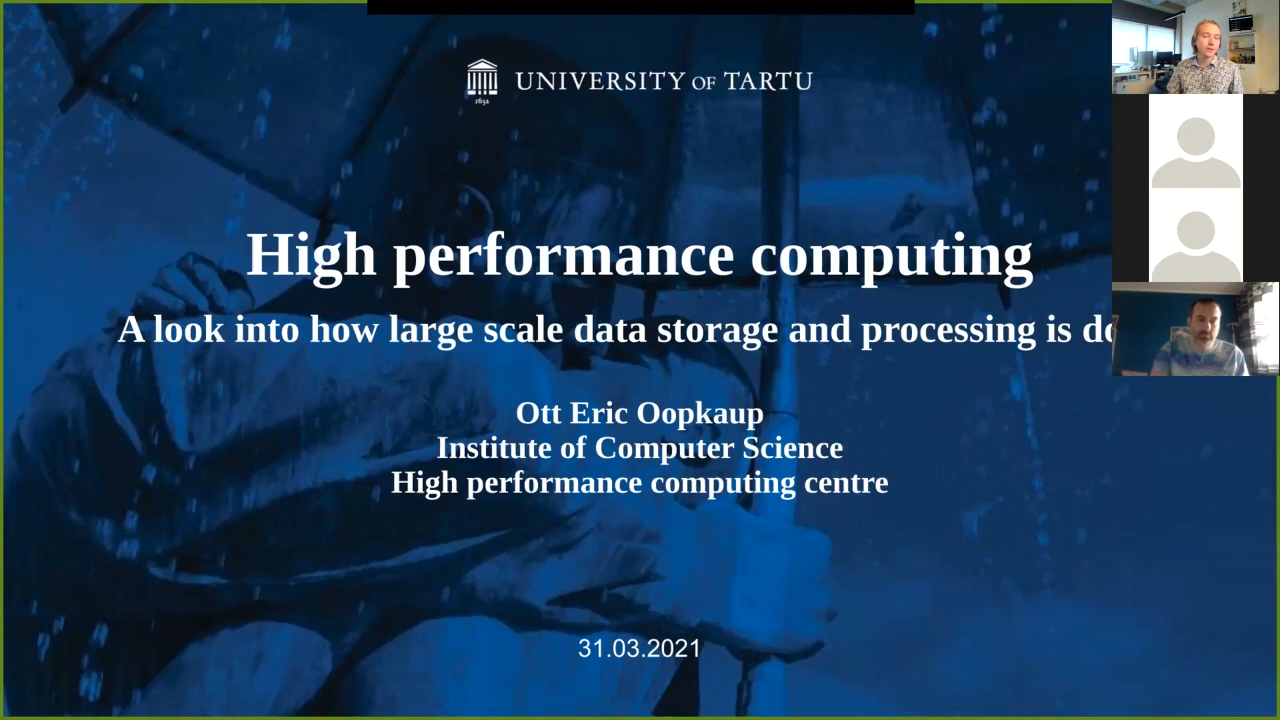 UNIVERSITY OF TARTU
1632
High performance computing
A look into how large scale data storage and processing is do
Ott Eric Oopkaup
Institute of Computer Science
High performance computing centre
31.03.2021